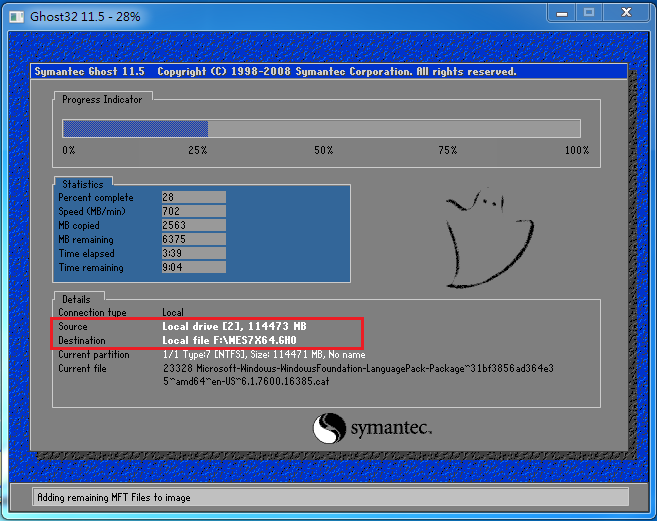 Ghost32 11.5 - 28%
Symantec Ghost 11.5 Copyright (C) 1998-2008 Symantec Corporation. All rights reserved.
Progress Indicator
0% 25% 50% 75% 100%
Statistics
Percent complete 28
Speed (MB/min) 702
MB copied 2563
MB remaining 6375
Time elapsed 3:39
Time remaining 9:04
Details
Connection type Local
Source Local drive [2], 114473 MB
Destination Local file F:\WES7X64.GHO
Current partition 1/1 Type:7 [NTFS], Size: 114471 MB, No name
Current file 23328 Microsoft-Windows-WindowsFoundation-LanguagePack-Package~31bf3856ad364e3
5~amd64~en-US~6.1.7600.16385.cat
symantec.
Adding remaining MFT Files to image